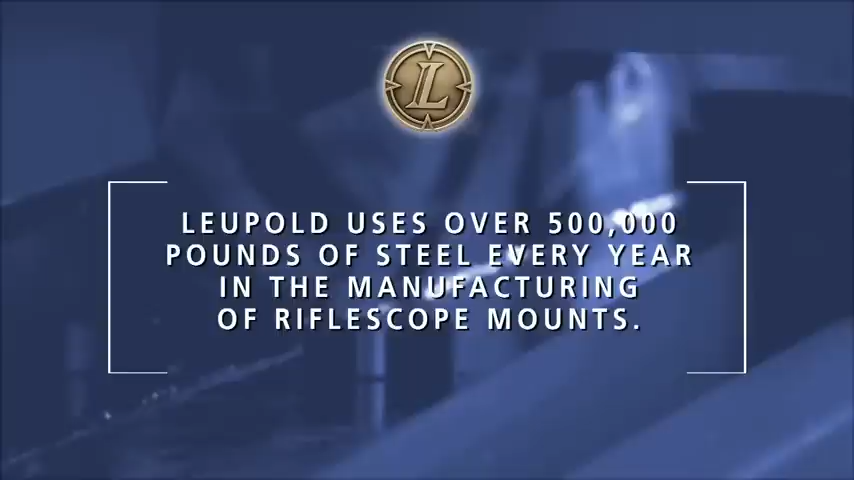 L
LEUPOLD USES OVER 500,000
POUNDS OF STEEL EVERY YEAR
IN THE MANUFACTURING
OF RIFLESCOPE MOUNTS.